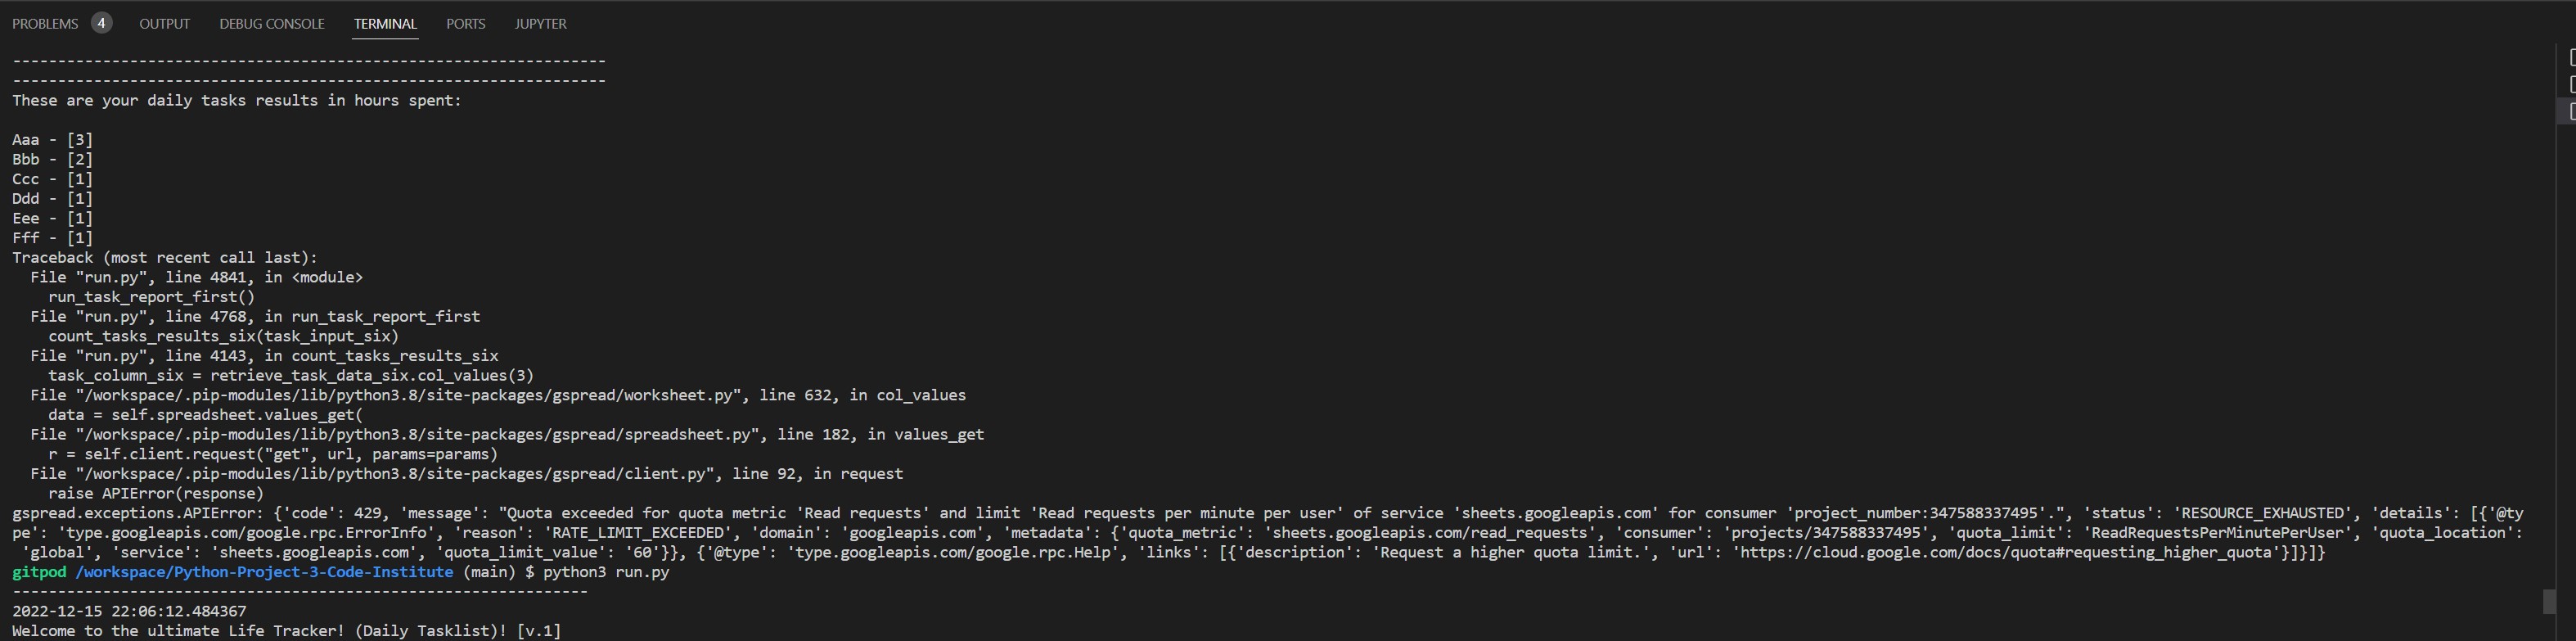 PROBLEMS 4 OUTPUT DEBUG CONSOLE TERMINAL PORTS JUPYTER
------------------------------------------------------------------
------------------------------------------------------------------
These are your daily tasks results in hours spent:
Aaa - [3]
Bbb - [2]
Ccc - [1]
Ddd - [1]
Eee - [1]
Fff - [1]
Traceback (most recent call last):
  File "run.py", line 4841, in <module>
    run_task_report_first()
  File "run.py", line 4768, in run_task_report_first
    count_tasks_results_six(task_input_six)
  File "run.py", line 4143, in count_tasks_results_six
    task_column_six = retrieve_task_data_six.col_values(3)
  File "/workspace/.pip-modules/lib/python3.8/site-packages/gspread/worksheet.py", line 632, in col_values
    data = self.spreadsheet.values_get(
  File "/workspace/.pip-modules/lib/python3.8/site-packages/gspread/spreadsheet.py", line 182, in values_get
    r = self.client.request("get", url, params=params)
  File "/workspace/.pip-modules/lib/python3.8/site-packages/gspread/client.py", line 92, in request
    raise APIError(response)
gspread.exceptions.APIError: {'code': 429, 'message': "Quota exceeded for quota metric 'Read requests' and limit 'Read requests per minute per user' of service 'sheets.googleapis.com' for consumer 'project_number:347588337495'.", 'status': 'RESOURCE_EXHAUSTED', 'details': [{'@ty
pe': 'type.googleapis.com/google.rpc.ErrorInfo', 'reason': 'RATE_LIMIT_EXCEEDED', 'domain': 'googleapis.com', 'metadata': {'quota_metric': 'sheets.googleapis.com/read_requests', 'consumer': 'projects/347588337495', 'quota_limit': 'ReadRequestsPerMinutePerUser', 'quota_location':
 'global', 'service': 'sheets.googleapis.com', 'quota_limit_value': '60'}}, {'@type': 'type.googleapis.com/google.rpc.Help', 'links': [{'description': 'Request a higher quota limit.', 'url': 'https://cloud.google.com/docs/quota#requesting_higher_quota'}]}]}
gitpod /workspace/Python-Project-3-Code-Institute (main) $ python3 run.py
----------------------------------------------------------------
2022-12-15 22:06:12.484367
Welcome to the ultimate Life Tracker! (Daily Tasklist)! [v.1]